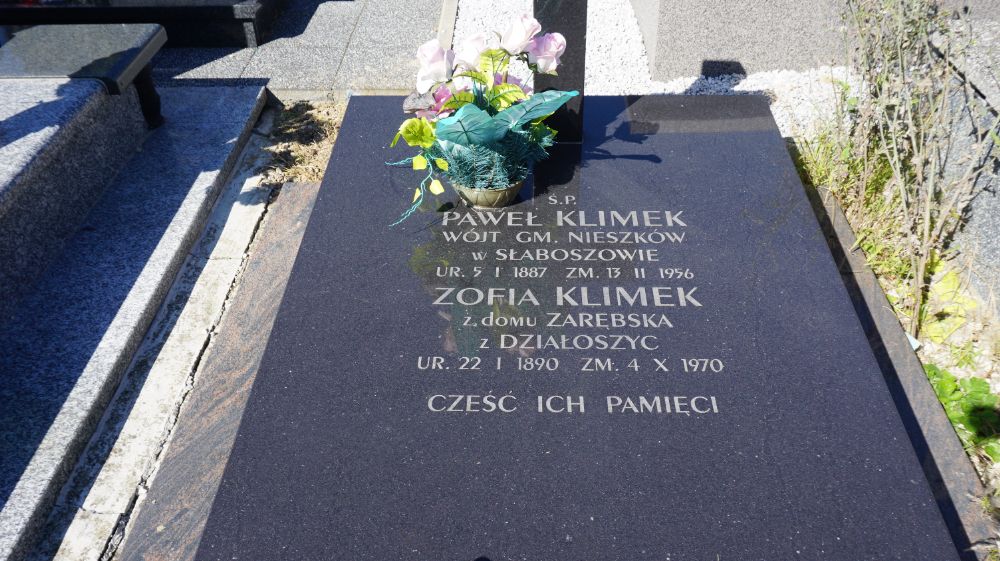 Ś.P.
PAWEŁ KLIMEK
WÓJT GM. NIESZKÓW
w SŁABOSZOWIE
UR. 5 I 1887 ZM. 13 II 1956
ZOFIA KLIMEK
z domu ZARĘBSKA
z DZIAŁOSZYC
UR. 22 I 1890 ZM. 4 X 1970
CZEŚĆ ICH PAMIĘCI